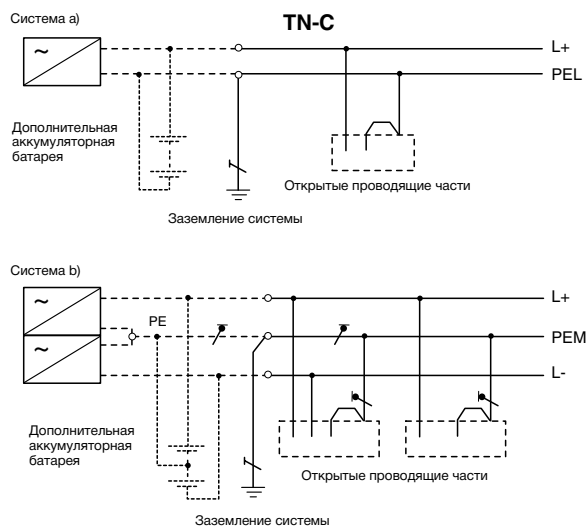 Система a)
TN-C
L+
PEL
~
Дополнительная
аккумуляторная
батарея
Открытые проводящие части
Заземление системы
Система b)
~
L+
PE
PEM
~
L-
Дополнительная
аккумуляторная
батарея
Открытые проводящие части
Заземление системы